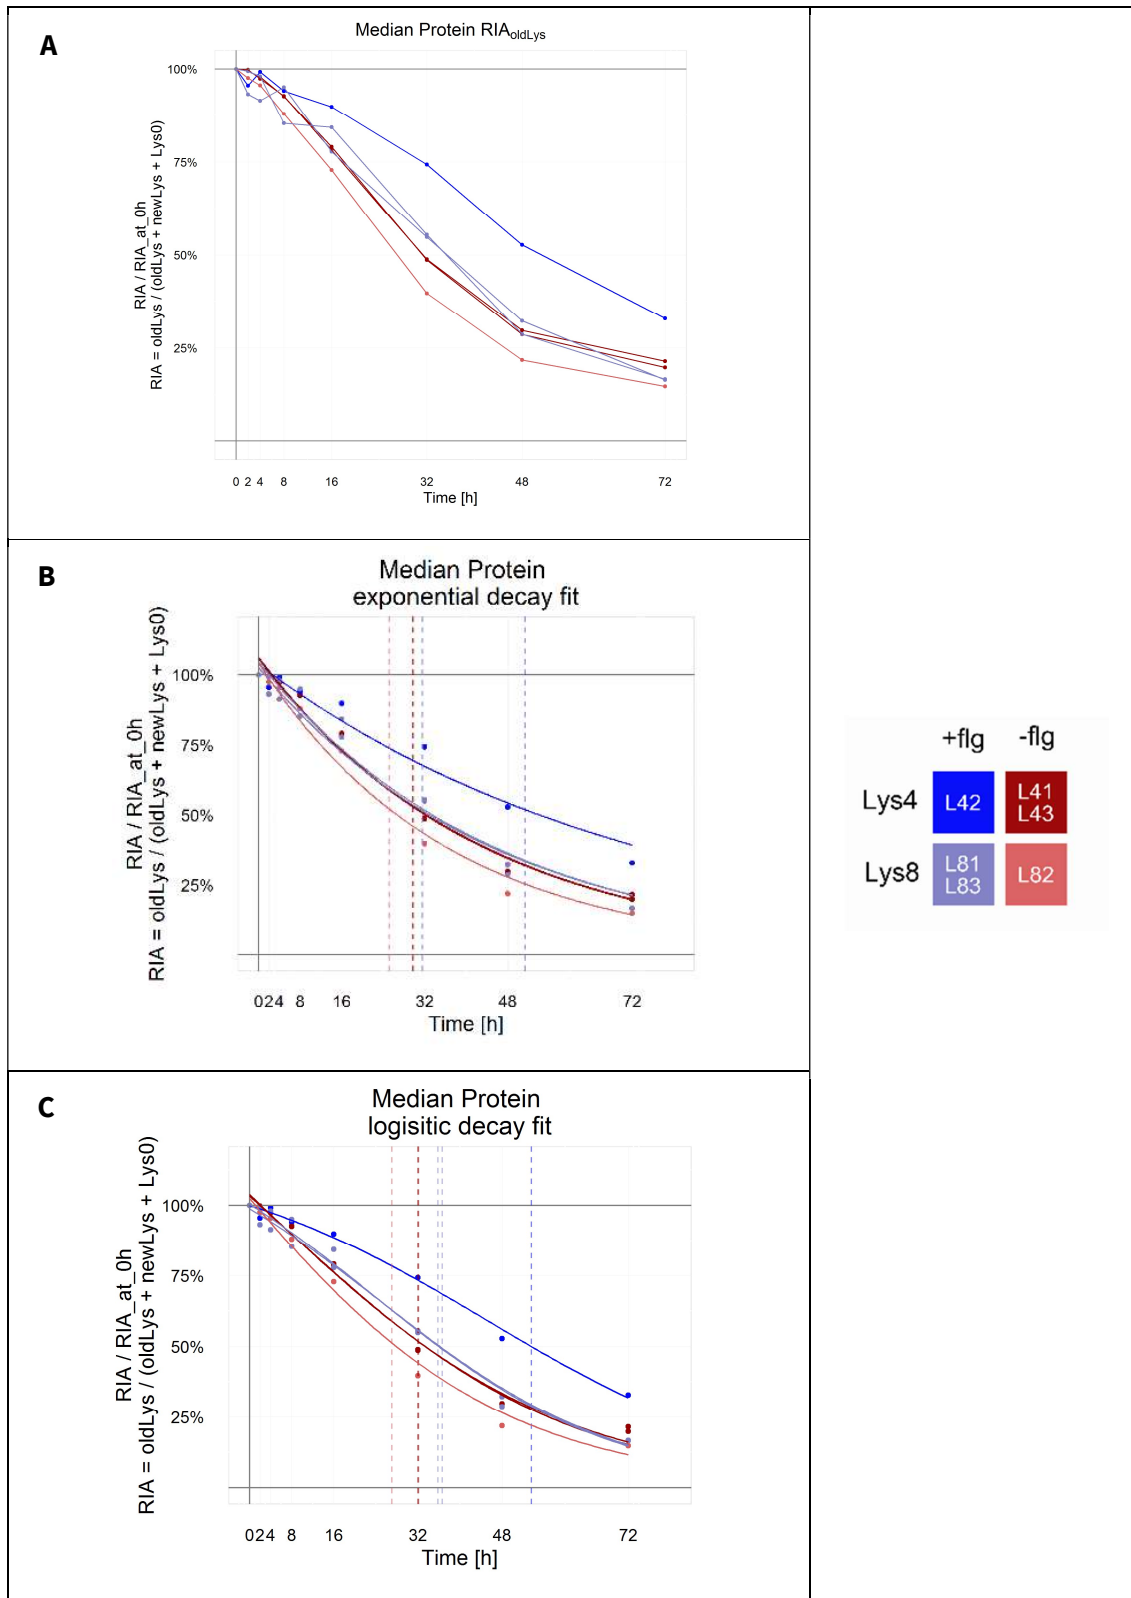 A
Median Protein RIAoldLys
RIA / RIA_at_0h
RIA = oldLys / (oldLys + newLys + Lys0)
100%
75%
50%
25%
0 2 4 8 16 32 48 72
Time [h]
B
Median Protein
exponential decay fit
RIA / RIA_at_0h
RIA = oldLys / (oldLys + newLys + Lys0)
100%
75%
50%
25%
024 8 16 32 48 72
Time [h]
C
Median Protein
logisitic decay fit
RIA / RIA_at_0h
RIA = oldLys / (oldLys + newLys + Lys0)
100%
75%
50%
25%
024 8 16 32 48 72
Time [h]
+flg -flg
Lys4
L42
L41
L43
Lys8
L81
L83
L82